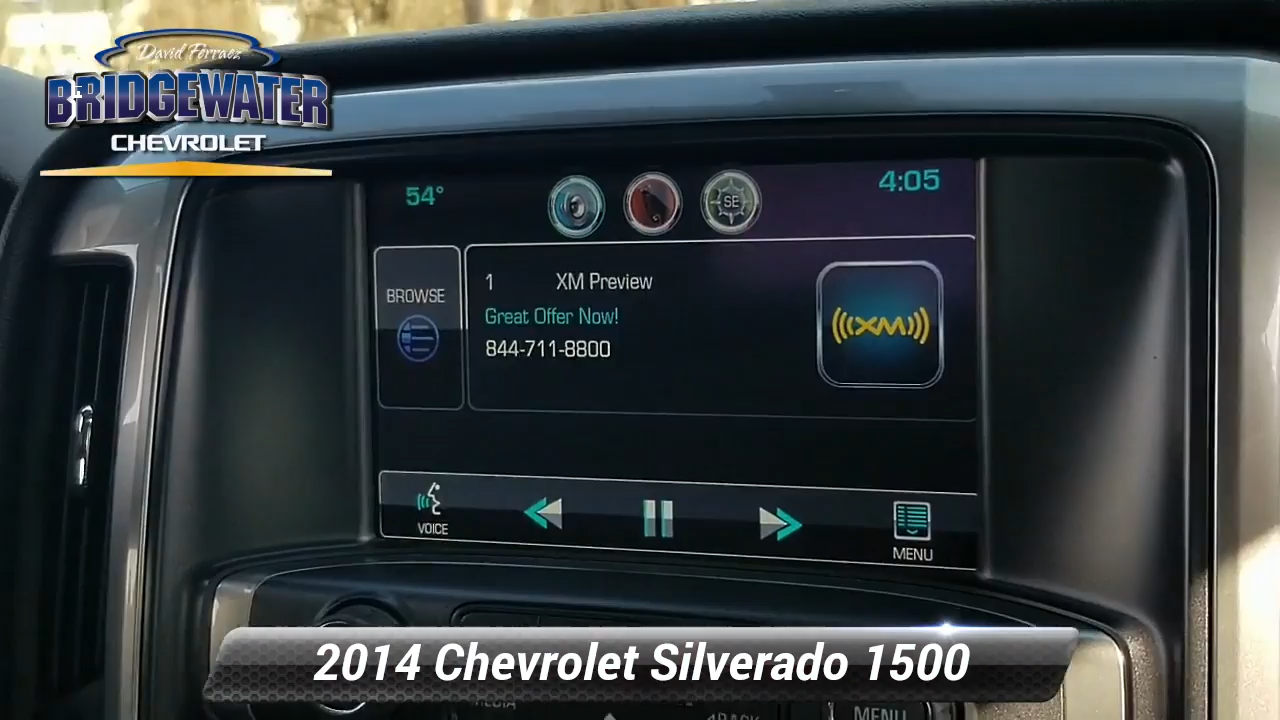 David Ferraez
BRIDGEWATER
CHEVROLET
54°
SE
4:05
BROWSE
1 XM Preview
Great Offer Now!
844-711-8800
((XM))
VOICE
MENU
2014 Chevrolet Silverado 1500
MEDIA
MENU